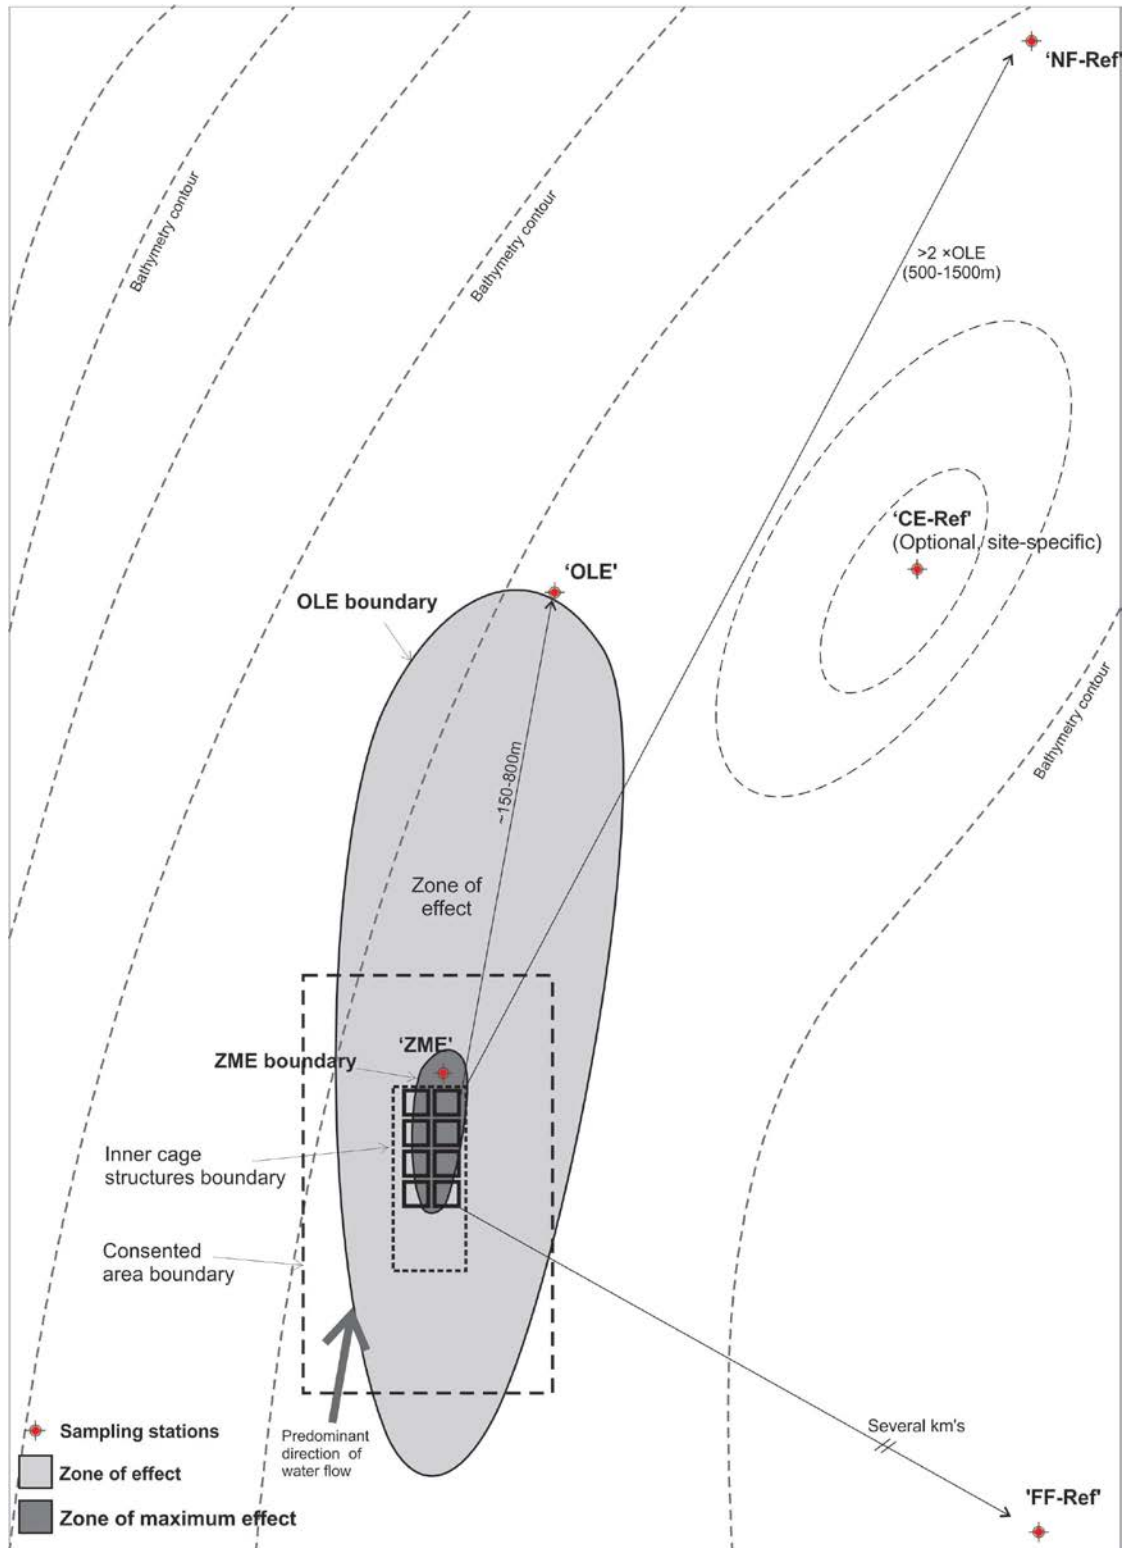 'NF-Ref'
Bathymetry contour
Bathymetry contour
>2 ×OLE
(500-1500m)
'CE-Ref'
(Optional, site-specific)
'OLE'
OLE boundary
Bathymetry contour
~150-800m
Zone of
effect
'ZME'
ZME boundary
Inner cage
structures boundary
Consented
area boundary
Predominant
direction of
water flow
Several km's
'FF-Ref'
Sampling stations
Zone of effect
Zone of maximum effect